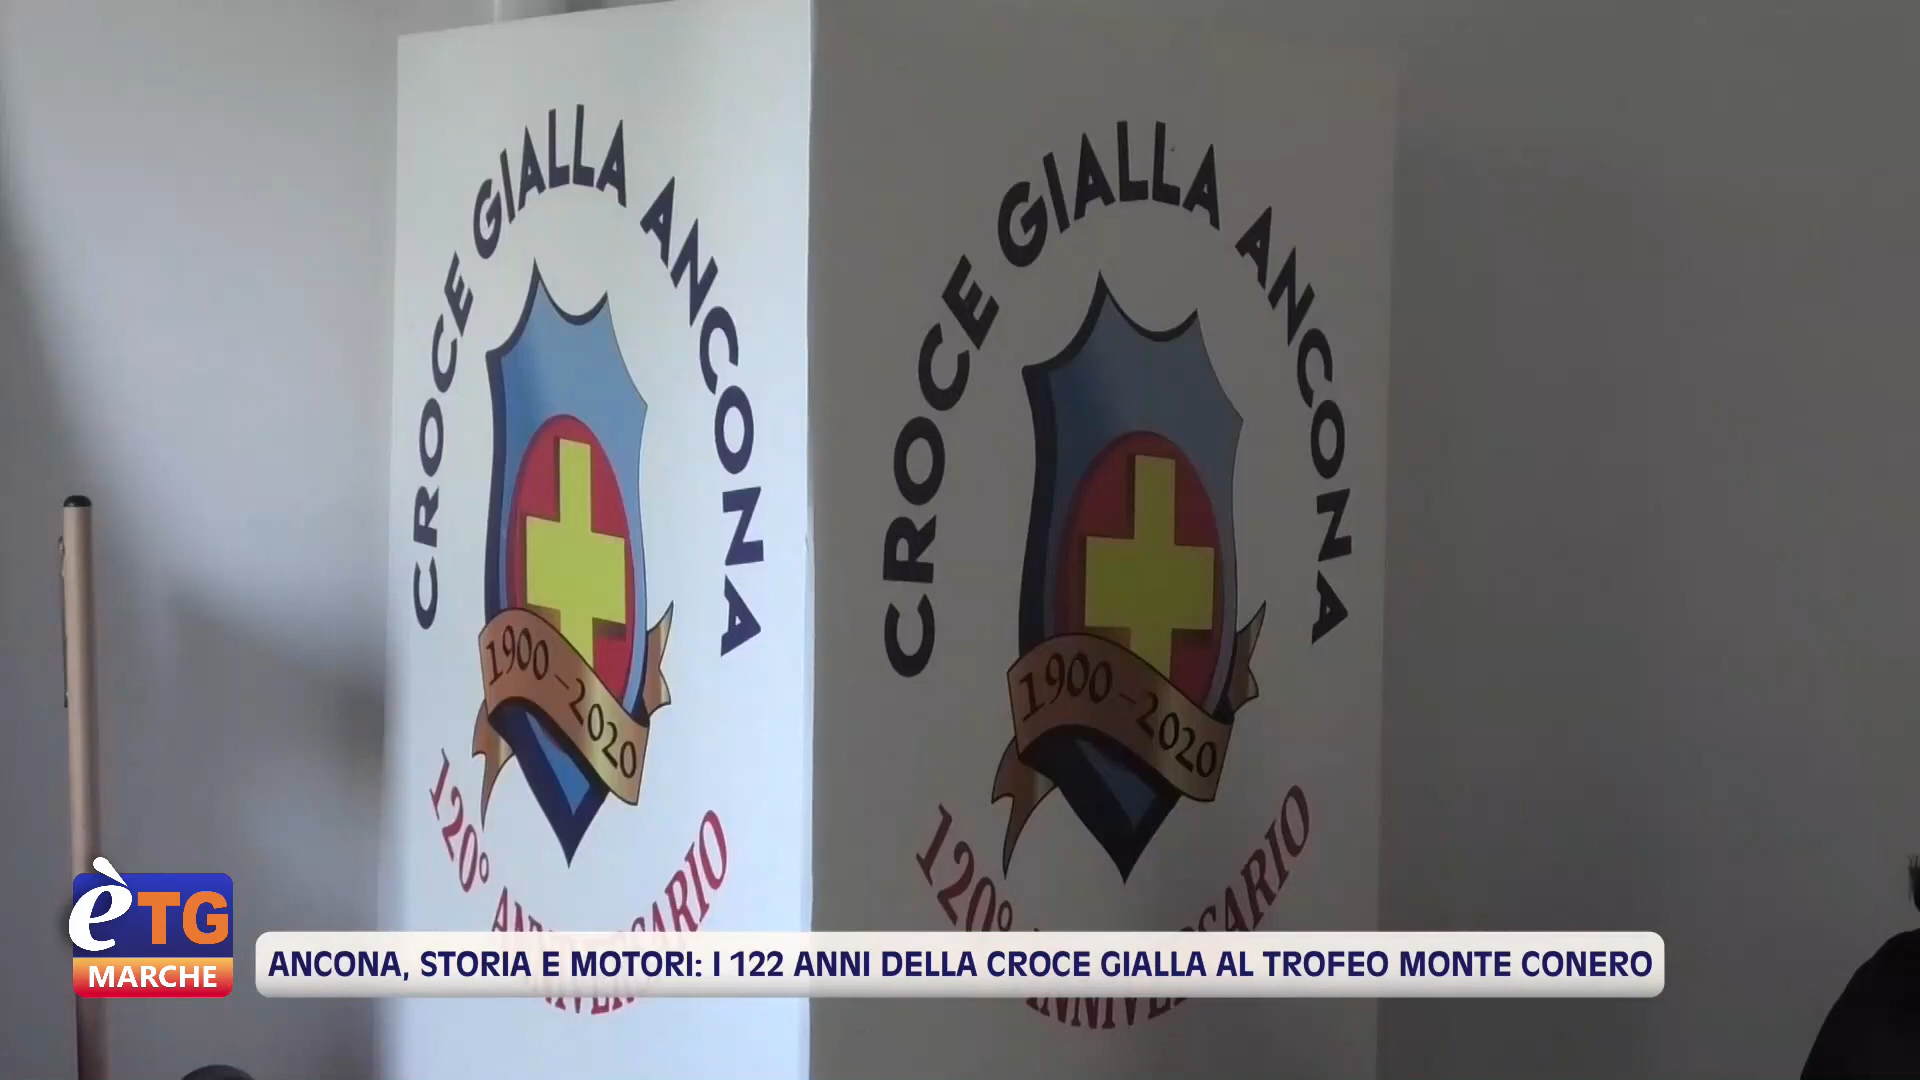 CROCE GIALLA ANCONA
1900-2020
120° ANNIVERSARIO
CROCE GIALLA ANCONA
1900-2020
120° ANNIVERSARIO
èTG
MARCHE
ANCONA, STORIA E MOTORI: I 122 ANNI DELLA CROCE GIALLA AL TROFEO MONTE CONERO